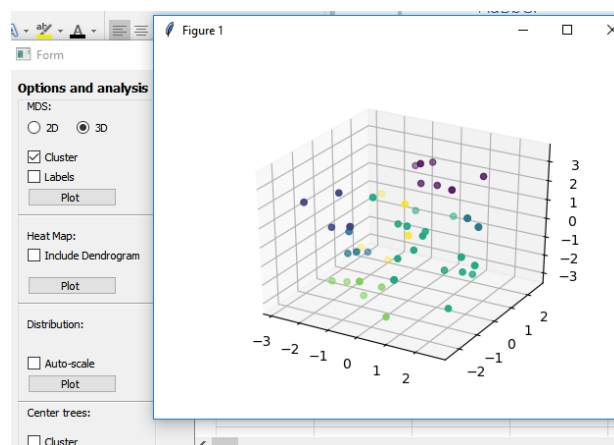 aby
A
Form
Figure 1
Options and analysis
MDS:
2D
3D
Cluster
Labels
Plot
Heat Map:
Include Dendrogram
Plot
Distribution:
Auto-scale
Plot
Center trees:
Cluster
3
2
1
0
−1
−2
−3
−3
−2
−1
0
1
2
−2
−1
0
1
2